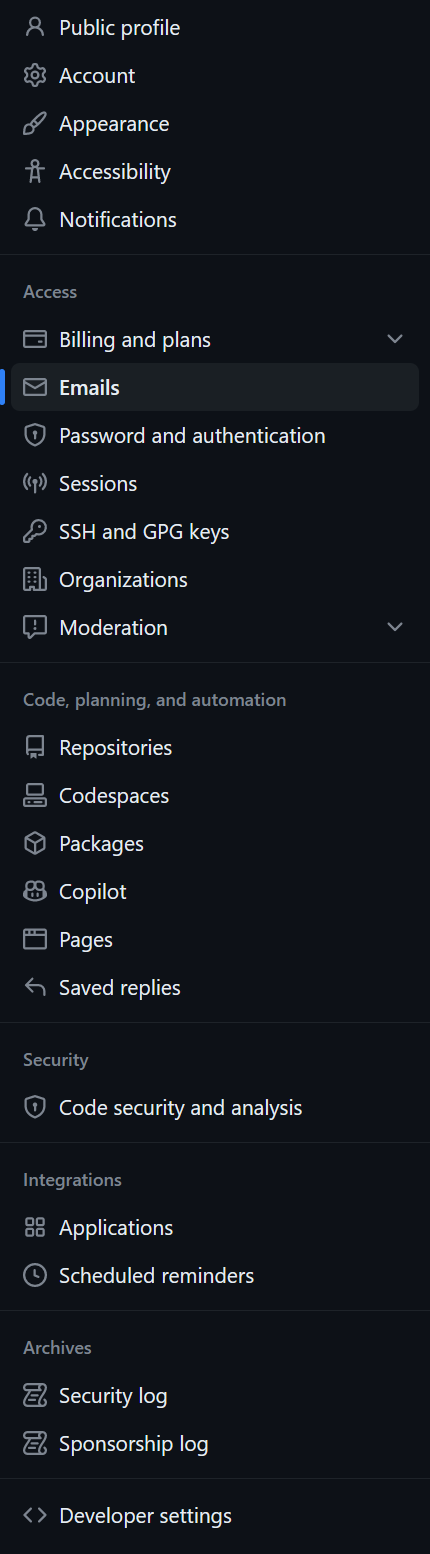 Public profile
Account
Appearance
Accessibility
Notifications
Access
Billing and plans
Emails
Password and authentication
Sessions
SSH and GPG keys
Organizations
Moderation
Code, planning, and automation
Repositories
Codespaces
Packages
Copilot
Pages
Saved replies
Security
Code security and analysis
Integrations
Applications
Scheduled reminders
Archives
Security log
Sponsorship log
Developer settings